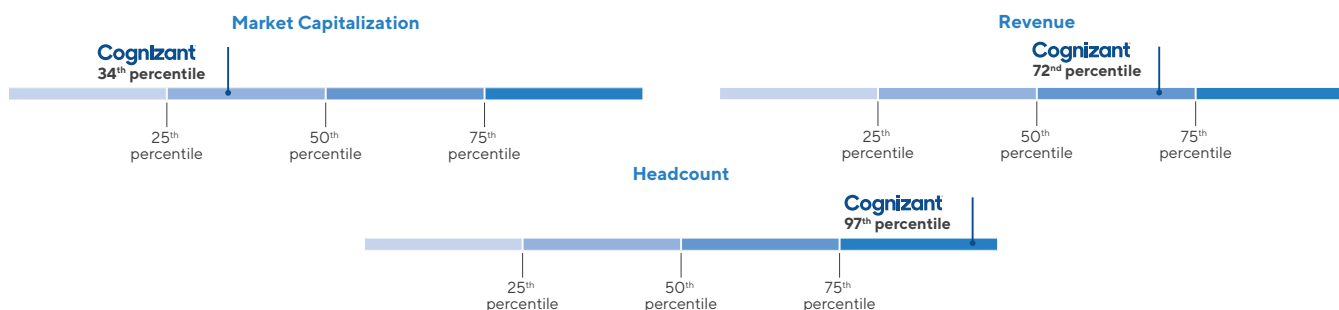 Market Capitalization
Cognizant
34th percentile
25th percentile
50th percentile
75th percentile
Revenue
Cognizant
72nd percentile
25th percentile
50th percentile
75th percentile
Headcount
Cognizant
97th percentile
25th percentile
50th percentile
75th percentile